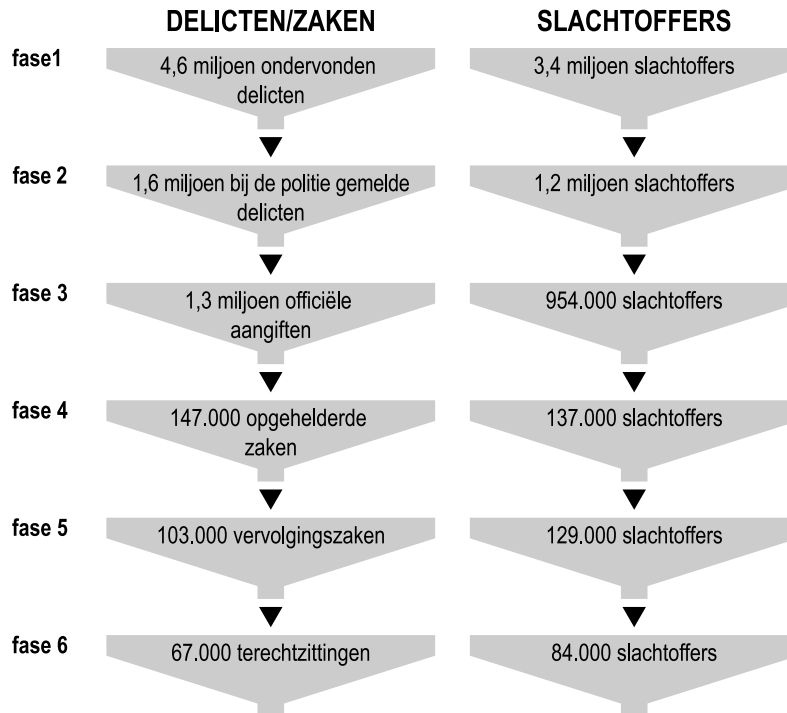 DELICTEN/ZAKEN SLACHTOFFERS
fase1
4,6 miljoen ondervonden
delicten
3,4 miljoen slachtoffers
fase 2
1,6 miljoen bij de politie gemelde
delicten
1,2 miljoen slachtoffers
fase 3
1,3 miljoen officiële
aangiften
954.000 slachtoffers
fase 4
147.000 opgehelderde
zaken
137.000 slachtoffers
fase 5
103.000 vervolgingszaken
129.000 slachtoffers
fase 6
67.000 terechtzittingen
84.000 slachtoffers